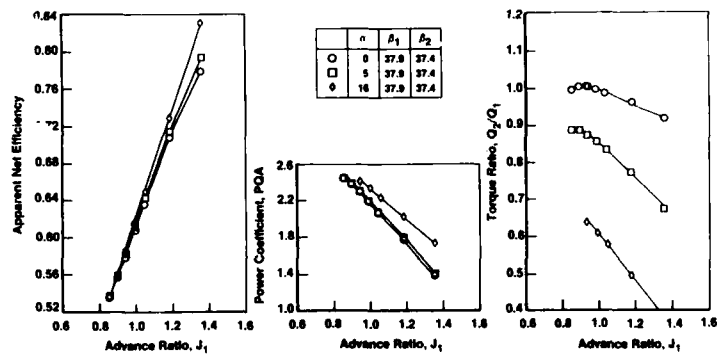 0.84
0.80
0.76
0.72
0.68
0.64
0.60
0.56
0.52
Apparent Net Efficiency
0.6 0.8 1.0 1.2 1.4 1.6
Advance Ratio, J1
α β1 β2
0 37.9 37.4
5 37.9 37.4
16 37.9 37.4
2.6
2.2
1.8
1.4
1.0
Power Coefficient, PQA
0.6 0.8 1.0 1.2 1.4 1.6
Advance Ratio, J1
1.2
1.1
1.0
0.9
0.8
0.7
0.6
0.5
0.4
Torque Ratio, Q2/Q1
0.6 0.8 1.0 1.2 1.4 1.6
Advance Ratio, J1